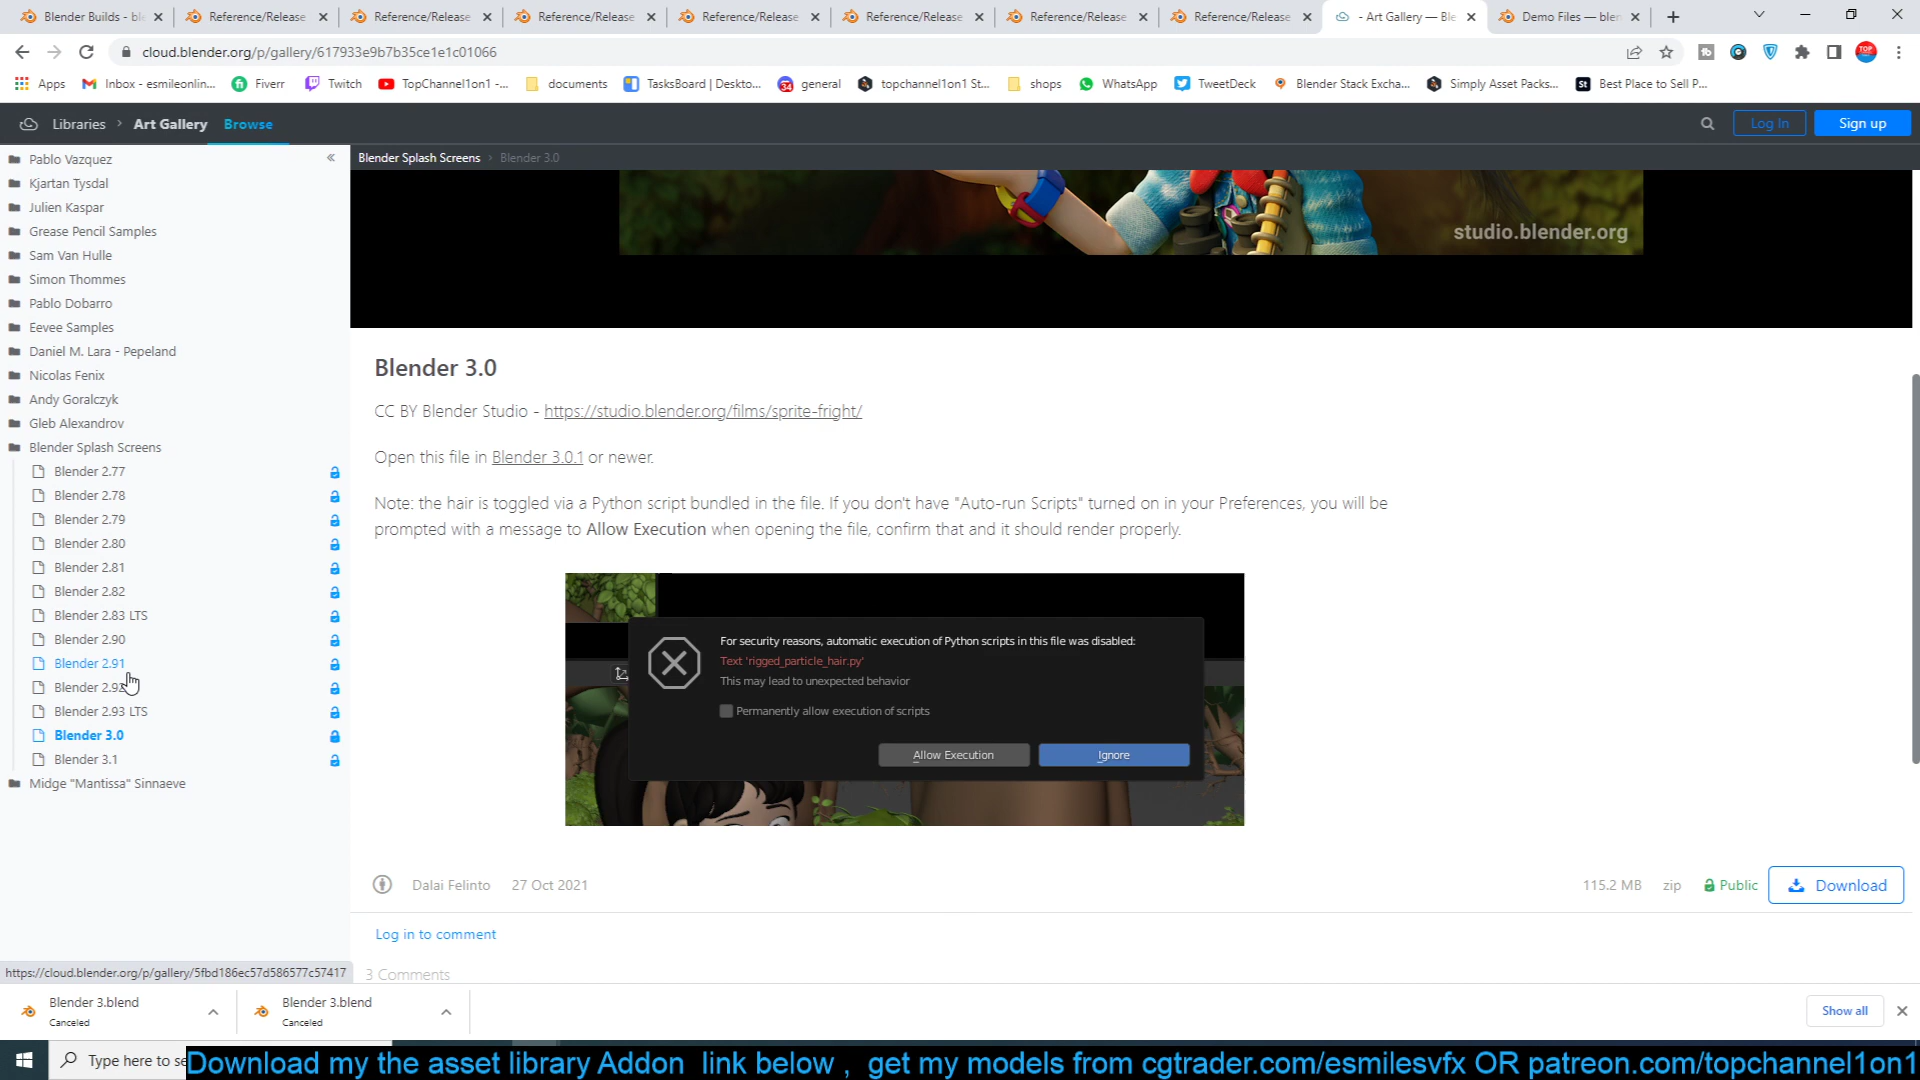 Blender Builds - ble
Reference/Release
Reference/Release
Reference/Release
Reference/Release
Reference/Release
Reference/Release
Reference/Release
- Art Gallery — Ble
Demo Files — blen
cloud.blender.org/p/gallery/617933e9b7b35ce1e1c01066
Apps
Inbox - esmileonlin...
Fiverr
Twitch
TopChannel1on1 -...
documents
TasksBoard | Deskto...
34
general
topchannel1on1 St...
shops
WhatsApp
TweetDeck
Blender Stack Excha...
Simply Asset Packs...
St
Best Place to Sell P...
Libraries
Art Gallery
Browse
Log In
Sign up
Pablo Vazquez
Kjartan Tysdal
Julien Kaspar
Grease Pencil Samples
Sam Van Hulle
Simon Thommes
Pablo Dobarro
Eevee Samples
Daniel M. Lara - Pepeland
Nicolas Fenix
Andy Goralczyk
Gleb Alexandrov
Blender Splash Screens
Blender 2.77
Blender 2.78
Blender 2.79
Blender 2.80
Blender 2.81
Blender 2.82
Blender 2.83 LTS
Blender 2.90
Blender 2.91
Blender 2.92
Blender 2.93 LTS
Blender 3.0
Blender 3.1
Midge "Mantissa" Sinnaeve
Blender Splash Screens › Blender 3.0
studio.blender.org
Blender 3.0
CC BY Blender Studio - https://studio.blender.org/films/sprite-fright/
Open this file in Blender 3.0.1 or newer.
Note: the hair is toggled via a Python script bundled in the file. If you don't have "Auto-run Scripts" turned on in your Preferences, you will be
prompted with a message to Allow Execution when opening the file, confirm that and it should render properly.
For security reasons, automatic execution of Python scripts in this file was disabled:
Text 'rigged_particle_hair.py'
This may lead to unexpected behavior
Permanently allow execution of scripts
Allow Execution
Ignore
Dalai Felinto
27 Oct 2021
115.2 MB
zip
Public
Download
Log in to comment
3 Comments
https://cloud.blender.org/p/gallery/5fbd186ec57d586577c57417
Blender 3.blend
Canceled
Blender 3.blend
Canceled
Show all
Type here to se
Download my the asset library Addon link below , get my models from cgtrader.com/esmilesvfx OR patreon.com/topchannel1on1